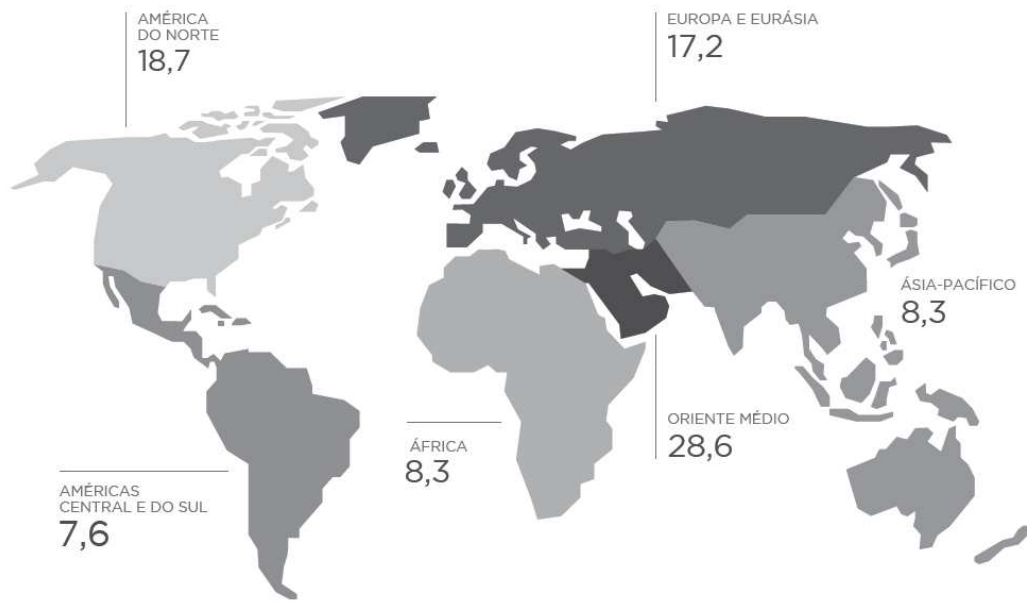 AMÉRICA
DO NORTE
18,7
EUROPA E EURÁSIA
17,2
ÁSIA-PACÍFICO
8,3
ORIENTE MÉDIO
28,6
ÁFRICA
8,3
AMÉRICAS
CENTRAL E DO SUL
7,6